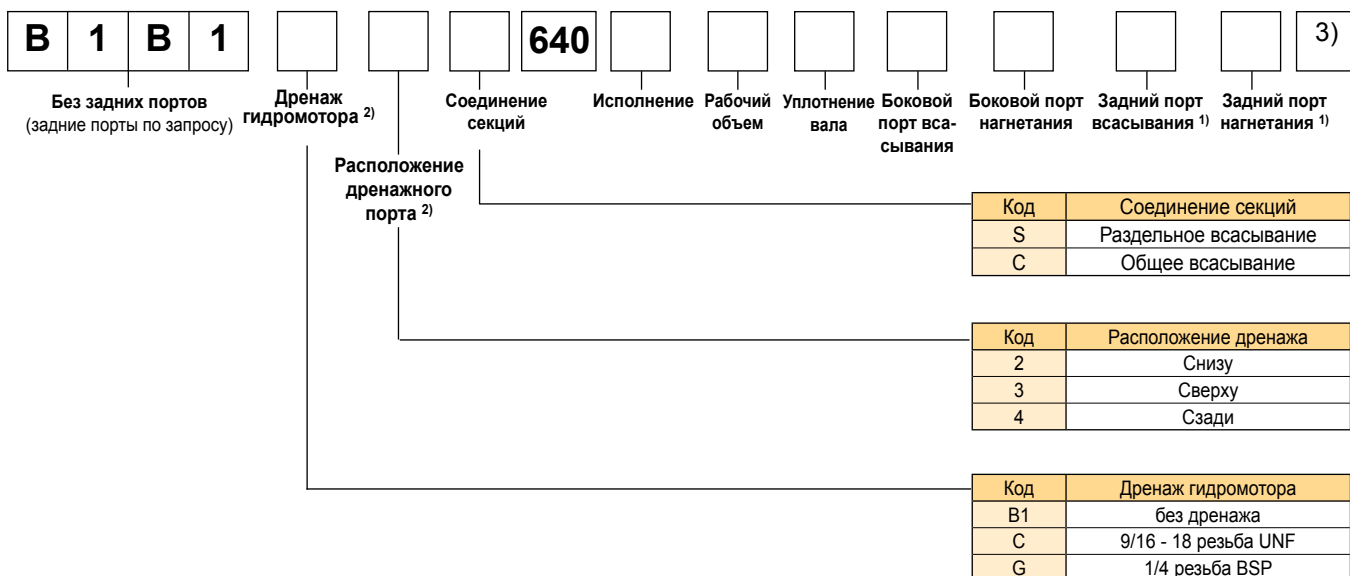 B 1 B 1 640 3)
Без задних портов
(задние порты по запросу)
Дренаж
гидромотора 2)
Расположение
дренажного
порта 2)
Соединение
секций
Исполнение
Рабочий
объем
Уплотнение
вала
Боковой
порт вса-
сывания
Боковой порт
нагнетания
Задний порт
всасывания 1)
Задний порт
нагнетания 1)
Код Соединение секций
S Раздельное всасывание
C Общее всасывание
Код Расположение дренажа
2 Снизу
3 Сверху
4 Сзади
Код Дренаж гидромотора
B1 без дренажа
C 9/16 - 18 резьба UNF
G 1/4 резьба BSP